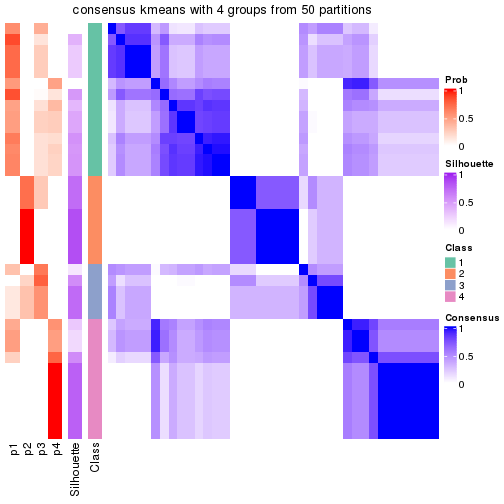 consensus kmeans with 4 groups from 50 partitions
Prob
1
0.5
0
Silhouette
1
0.5
0
Class
1
2
3
4
Consensus
1
0.5
0
p1
p2
p3
p4
Silhouette
Class